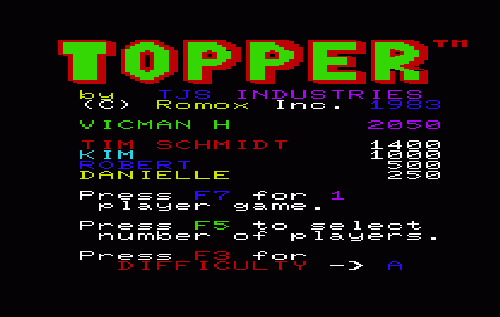 TOPPER™
by TJS INDUSTRIES
(C) Romox Inc. 1983
VICMAN H 2050
TIM SCHMIDT 1400
KIM 1000
ROBERT 500
DANIELLE 250
Press F7 for 1
player game.
Press F5 to select
number of players.
Press F3 for
DIFFICULTY -> A